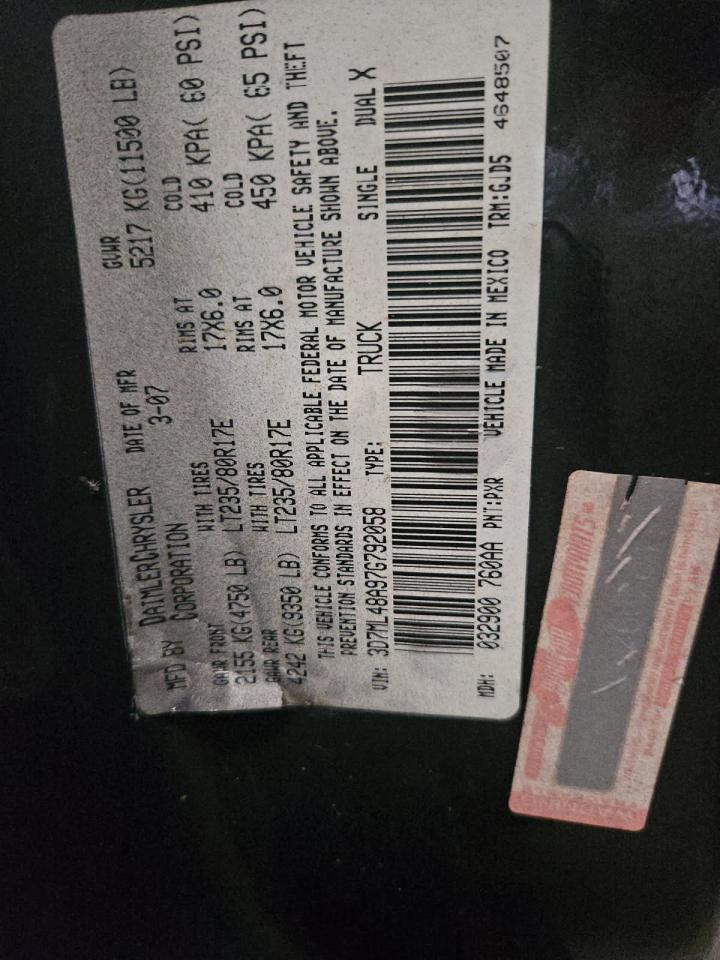 MFD BY DAIMLERCHRYSLER CORPORATION
DATE OF MFR 3-07
GVWR 5217 KG(11500 LB)
GAWR FRONT WITH TIRES RIMS AT COLD
2155 KG(4750 LB) LT235/80R17E 17X6.0 410 KPA( 60 PSI)
GAWR REAR WITH TIRES RIMS AT COLD
4242 KG(9350 LB) LT235/80R17E 17X6.0 450 KPA( 65 PSI)
THIS VEHICLE CONFORMS TO ALL APPLICABLE FEDERAL MOTOR VEHICLE SAFETY AND THEFT
PREVENTION STANDARDS IN EFFECT ON THE DATE OF MANUFACTURE SHOWN ABOVE.
VIN: 3D7ML48A97G792058 TYPE: TRUCK SINGLE DUAL X
MDH: 032900 760AA PNT:PXR VEHICLE MADE IN MEXICO TRM:GJD5 4648507